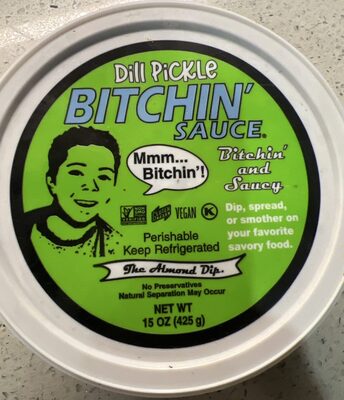 Dill Pickle
BITCHIN'
SAUCE®
Mmm...
Bitchin'!
Bitchin'
and
Saucy
VEGAN
K
Dip, spread,
or smother on
your favorite
savory food.
Perishable
Keep Refrigerated
The Almond Dip.
No Preservatives
Natural Separation May Occur
NET WT
15 OZ (425 g)